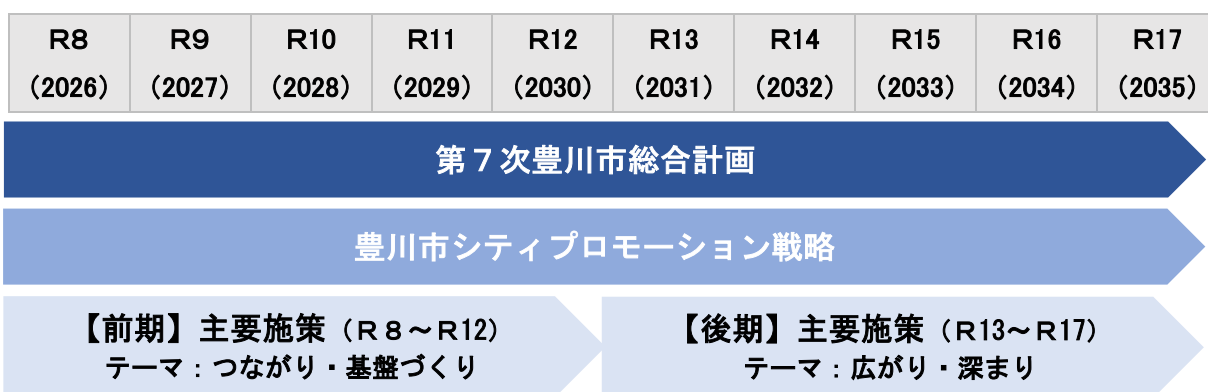 R8 R9 R10 R11 R12 R13 R14 R15 R16 R17
(2026) (2027) (2028) (2029) (2030) (2031) (2032) (2033) (2034) (2035)
第７次豊川市総合計画
豊川市シティプロモーション戦略
【前期】主要施策（Ｒ８～Ｒ12） 【後期】主要施策（Ｒ13～Ｒ17）
テーマ：つながり・基盤づくり テーマ：広がり・深まり